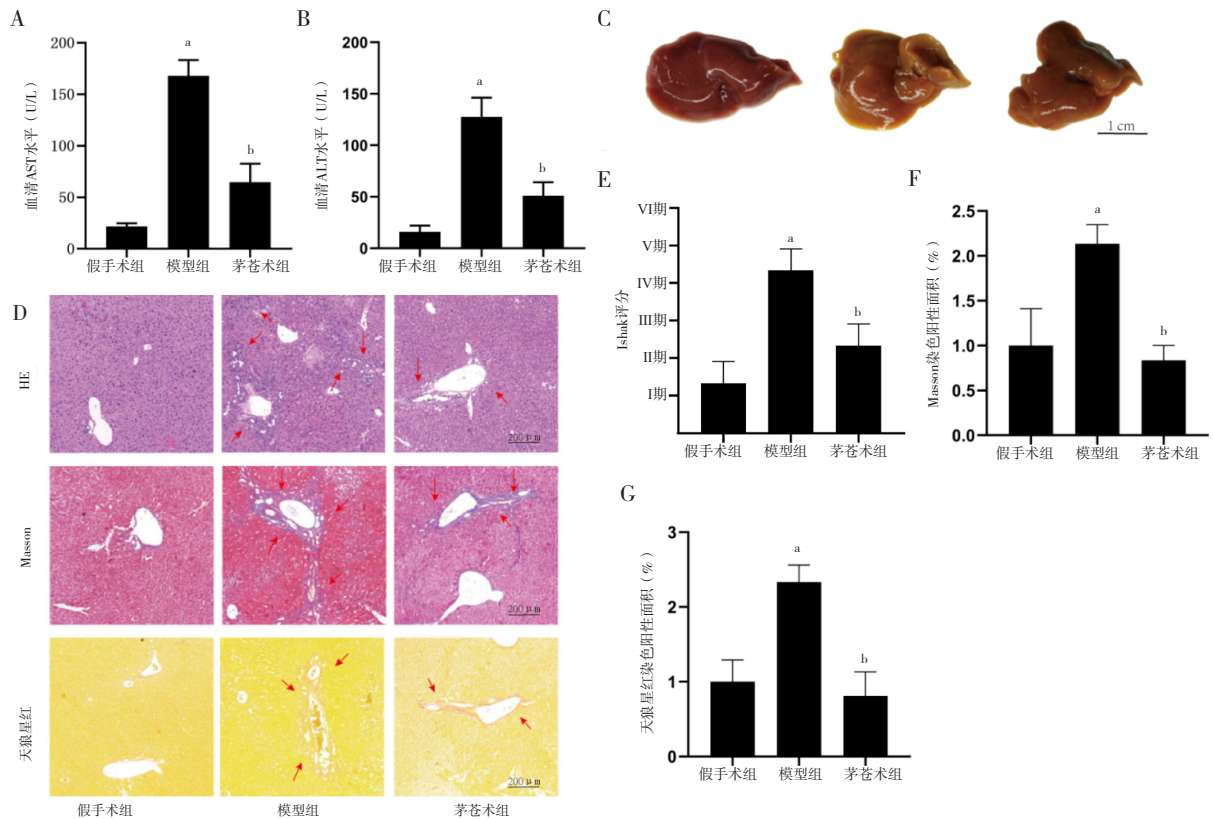 A
血清AST水平（U/L）
200
150
100
50
0
a
b
假手术组 模型组 茅苍术组
B
血清ALT水平（U/L）
200
150
100
50
0
a
b
假手术组 模型组 茅苍术组
C
1 cm
D
HE
200 μm
Masson
200 μm
天狼星红
200 μm
假手术组 模型组 茅苍术组
E
Ishak评分
VI期
V期
IV期
III期
II期
I期
a
b
假手术组 模型组 茅苍术组
F
Masson染色阳性面积（%）
2.5
2.0
1.5
1.0
0.5
0.0
a
b
假手术组 模型组 茅苍术组
G
天狼星红染色阳性面积（%）
3
2
1
0
a
b
假手术组 模型组 茅苍术组